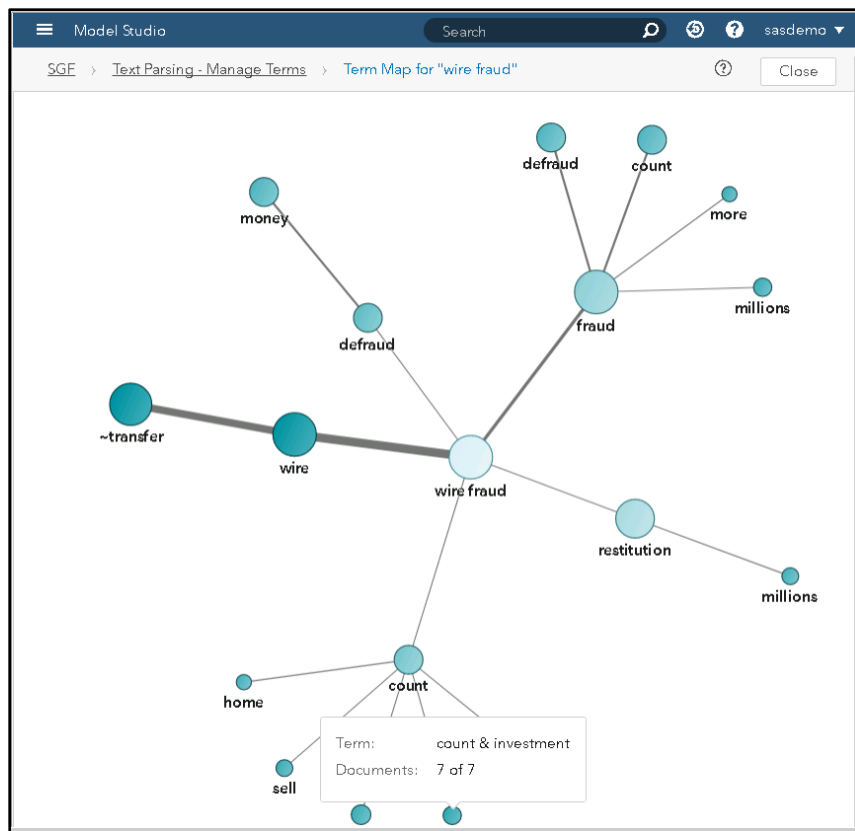 Model Studio Search sasdemo
SGF > Text Parsing - Manage Terms > Term Map for "wire fraud" Close
defraud
count
money
more
millions
fraud
defraud
~transfer
wire
wire fraud
restitution
millions
count
home
Term: count & investment
Documents: 7 of 7
sell